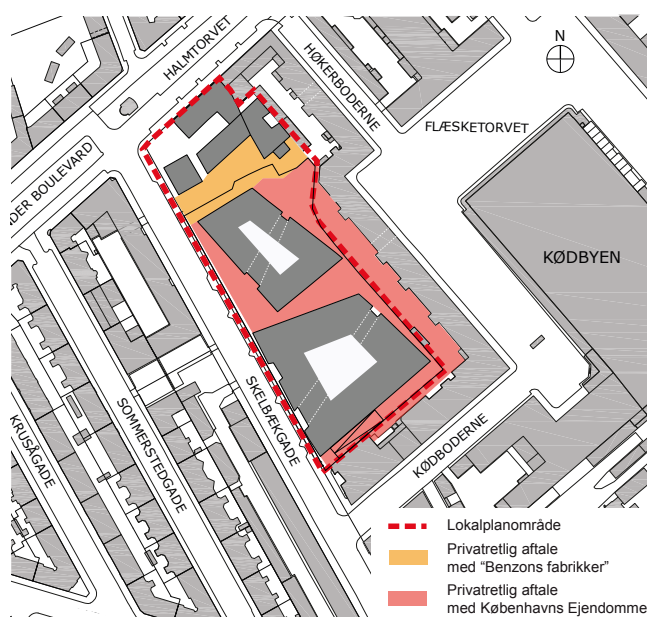 HALMTORVET
HØKERBODERNE
N
FLÆSKETORVET
NDER BOULEVARD
KØDBYEN
SKELBÆKGADE
SOMMERSTEDGADE
KRUSÅGADE
KØDBODERNE
Lokalplanområde
Privatretlig aftale
med "Benzons fabrikker"
Privatretlig aftale
med Københavns Ejendomme